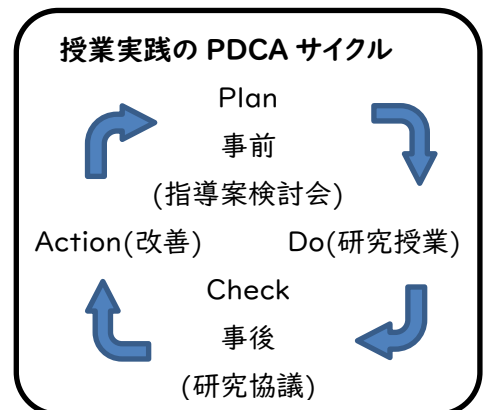 授業実践の PDCA サイクル
Plan
事前
(指導案検討会)
Action(改善) Do(研究授業)
Check
事後
(研究協議)